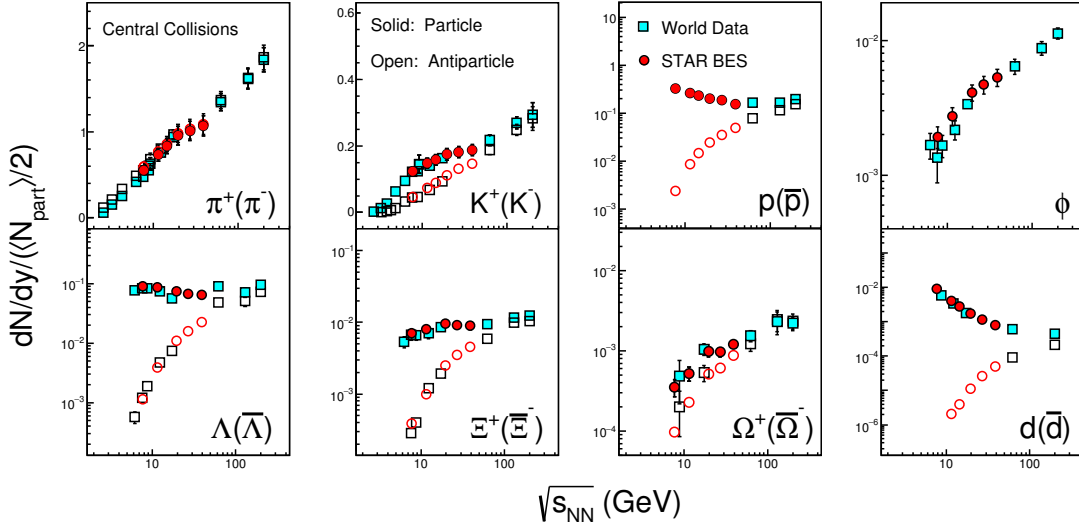 dN/dy/(⟨N_part⟩/2)
Central Collisions
Solid: Particle
Open: Antiparticle
World Data
STAR BES
2
1
0
π⁺(π⁻)
0.6
0.4
0.2
0
K⁺(K⁻)
10
1
10⁻¹
10⁻²
10⁻³
p(p̅)
10⁻²
10⁻³
ϕ
10⁻¹
10⁻²
10⁻³
10 100
Λ(Λ̅)
10⁻¹
10⁻²
10⁻³
10 100
Ξ⁺(Ξ̅⁻)
10⁻²
10⁻³
10⁻⁴
10 100
Ω⁺(Ω̅⁻)
10⁻²
10⁻⁴
10⁻⁶
10 100
d(d̅)
√s_NN (GeV)